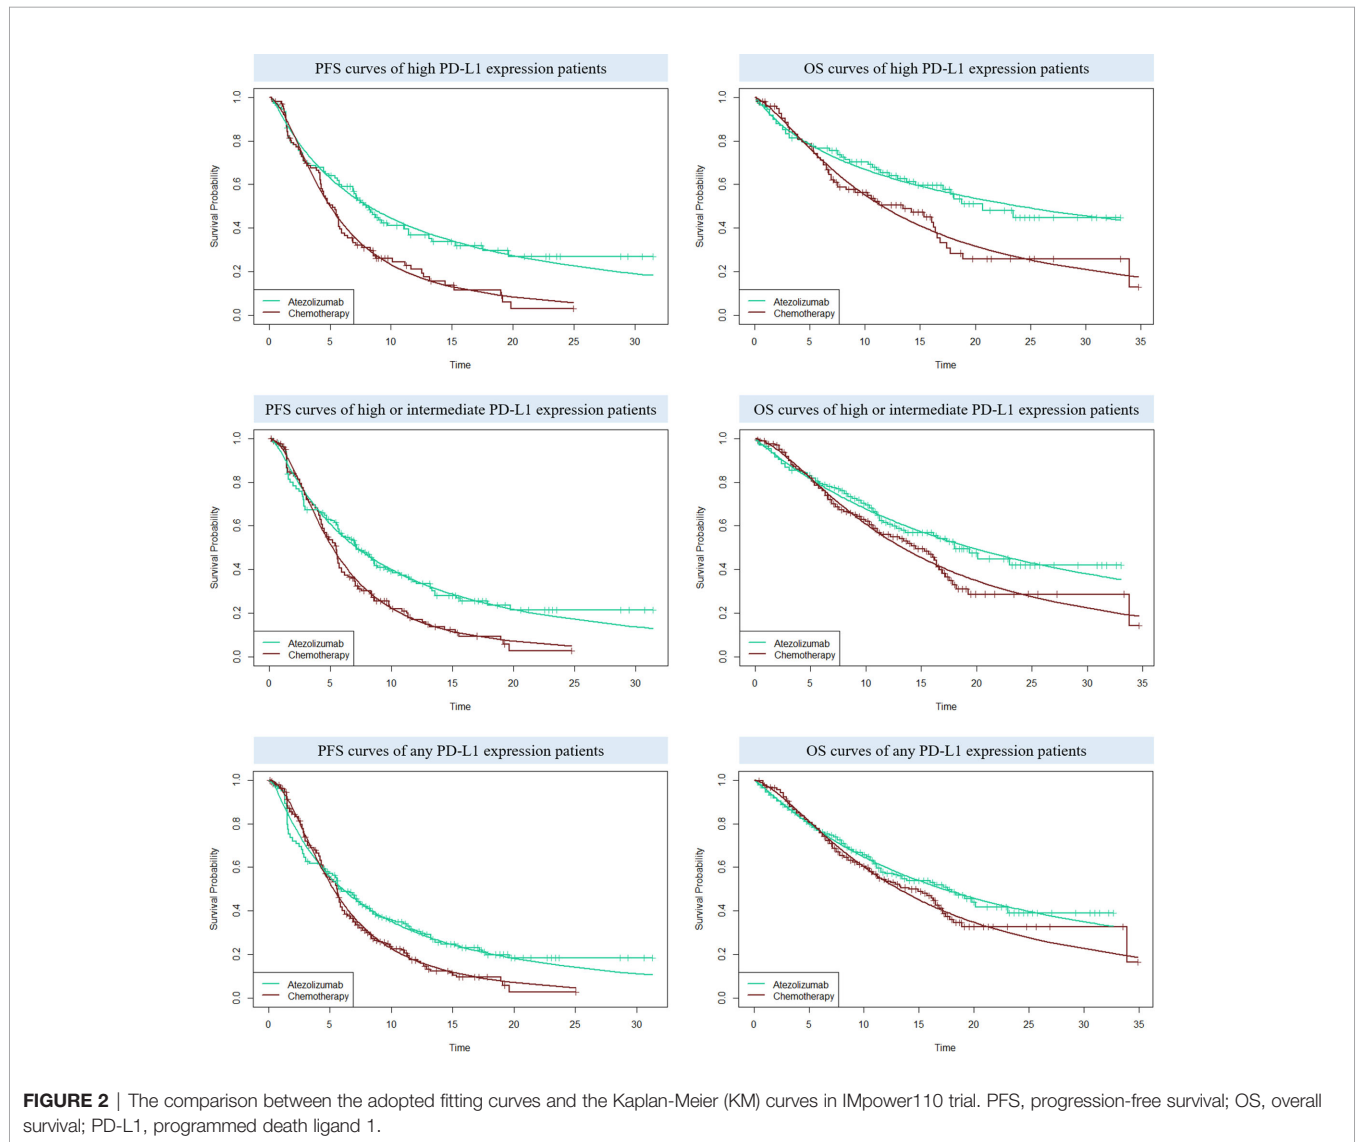 PFS curves of high PD-L1 expression patients
Survival Probability
1.0
0.8
0.6
0.4
0.2
0.0
Atezolizumab
Chemotherapy
0 5 10 15 20 25 30
Time
OS curves of high PD-L1 expression patients
Survival Probability
1.0
0.8
0.6
0.4
0.2
0.0
Atezolizumab
Chemotherapy
0 5 10 15 20 25 30 35
Time
PFS curves of high or intermediate PD-L1 expression patients
Survival Probability
1.0
0.8
0.6
0.4
0.2
0.0
Atezolizumab
Chemotherapy
0 5 10 15 20 25 30
Time
OS curves of high or intermediate PD-L1 expression patients
Survival Probability
1.0
0.8
0.6
0.4
0.2
0.0
Atezolizumab
Chemotherapy
0 5 10 15 20 25 30 35
Time
PFS curves of any PD-L1 expression patients
Survival Probability
1.0
0.8
0.6
0.4
0.2
0.0
Atezolizumab
Chemotherapy
0 5 10 15 20 25 30
Time
OS curves of any PD-L1 expression patients
Survival Probability
1.0
0.8
0.6
0.4
0.2
0.0
Atezolizumab
Chemotherapy
0 5 10 15 20 25 30 35
Time
FIGURE 2 | The comparison between the adopted fitting curves and the Kaplan-Meier (KM) curves in IMpower110 trial. PFS, progression-free survival; OS, overall
survival; PD-L1, programmed death ligand 1.